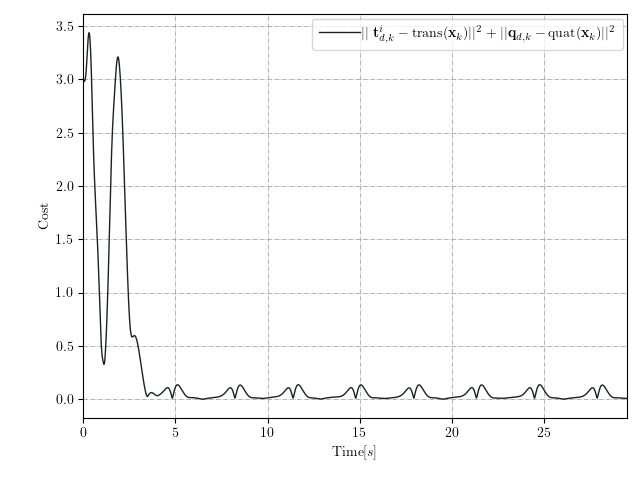 || t^i_{d,k} − trans(x_k)||^2 + ||q_{d,k} − quat(x_k)||^2
3.5
3.0
2.5
2.0
1.5
1.0
0.5
0.0
Cost
0 5 10 15 20 25
Time[s]